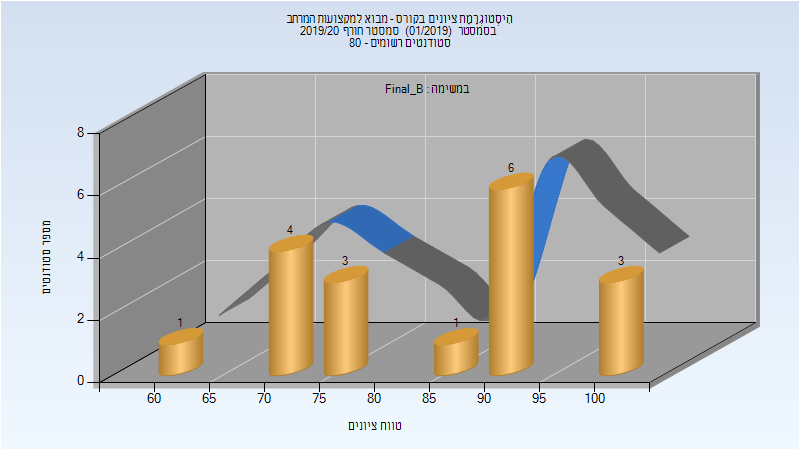 היסטוגרמת ציונים בקורס - מבוא למקצועות המרחב
בסמסטר (01/2019) סמסטר חורף 2019/20
סטודנטים רשומים - 80
במשימה : Final_B
מספר סטודנטים
8
6
4
2
0
1
4
3
1
6
3
60 65 70 75 80 85 90 95 100
טווח ציונים